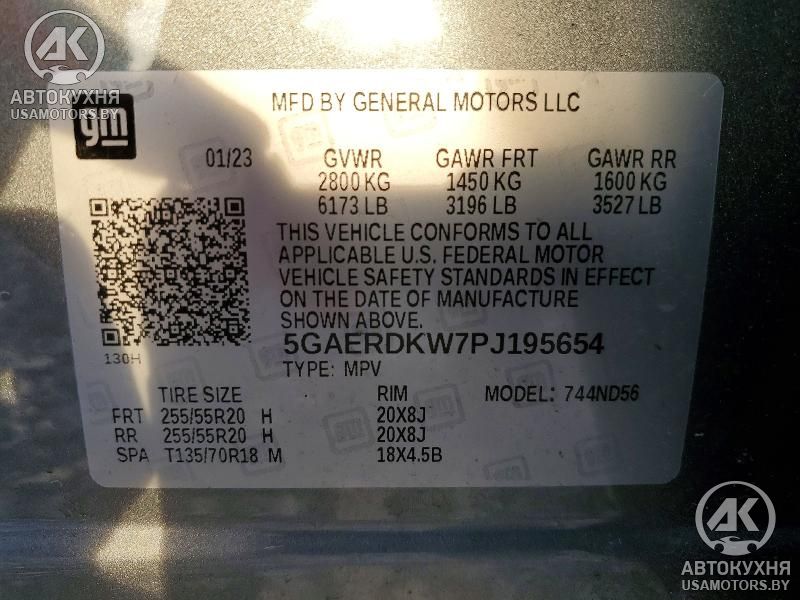 AK
АВТОКУХНЯ
USAMOTORS.BY
gm
MFD BY GENERAL MOTORS LLC
01/23 GVWR GAWR FRT GAWR RR
2800 KG 1450 KG 1600 KG
6173 LB 3196 LB 3527 LB
THIS VEHICLE CONFORMS TO ALL
APPLICABLE U.S. FEDERAL MOTOR
VEHICLE SAFETY STANDARDS IN EFFECT
ON THE DATE OF MANUFACTURE
SHOWN ABOVE.
130H
5GAERDKW7PJ195654
TYPE: MPV
TIRE SIZE RIM MODEL: 744ND56
FRT 255/55R20 H 20X8J
RR 255/55R20 H 20X8J
SPA T135/70R18 M 18X4.5B
AK
АВТОКУХНЯ
USAMOTORS.BY